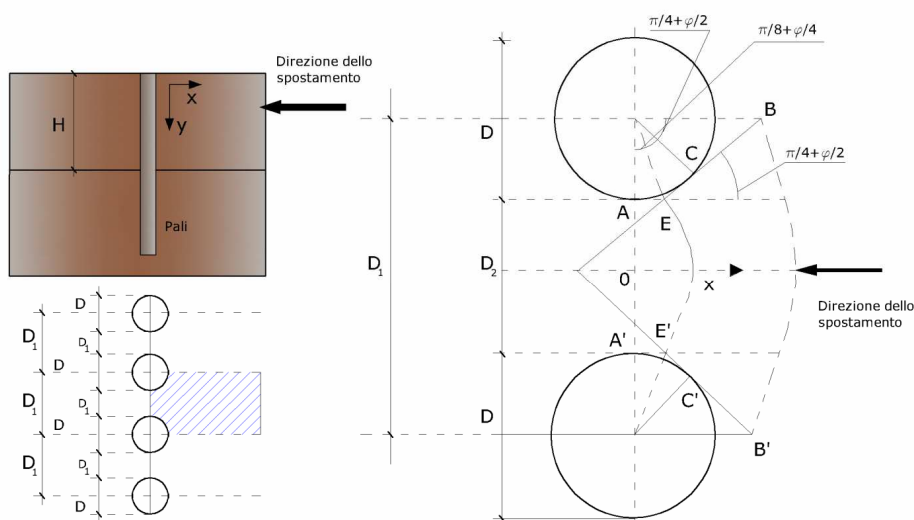 Direzione dello
spostamento
H
x
y
Pali
D
D
D
D
D₁
D₁
D₁
D₁
D₁
D₁
π/4+φ/2
π/8+φ/4
D
B
C
π/4+φ/2
A
E
D₁
D₂
0
x
Direzione dello
spostamento
A'
E'
C'
D
B'